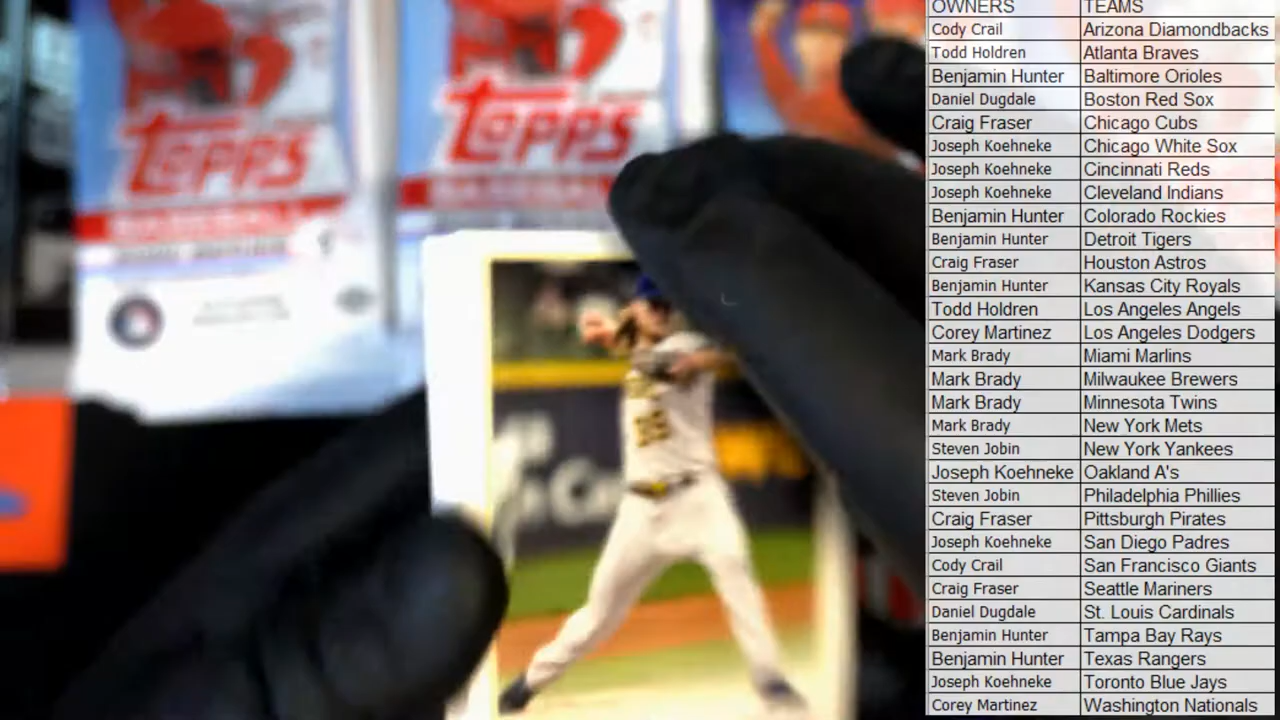 OWNERS TEAMS
Cody Crail Arizona Diamondbacks
Todd Holdren Atlanta Braves
Benjamin Hunter Baltimore Orioles
Daniel Dugdale Boston Red Sox
Craig Fraser Chicago Cubs
Joseph Koehneke Chicago White Sox
Joseph Koehneke Cincinnati Reds
Joseph Koehneke Cleveland Indians
Benjamin Hunter Colorado Rockies
Benjamin Hunter Detroit Tigers
Craig Fraser Houston Astros
Benjamin Hunter Kansas City Royals
Todd Holdren Los Angeles Angels
Corey Martinez Los Angeles Dodgers
Mark Brady Miami Marlins
Mark Brady Milwaukee Brewers
Mark Brady Minnesota Twins
Mark Brady New York Mets
Steven Jobin New York Yankees
Joseph Koehneke Oakland A's
Steven Jobin Philadelphia Phillies
Craig Fraser Pittsburgh Pirates
Joseph Koehneke San Diego Padres
Cody Crail San Francisco Giants
Craig Fraser Seattle Mariners
Daniel Dugdale St. Louis Cardinals
Benjamin Hunter Tampa Bay Rays
Benjamin Hunter Texas Rangers
Joseph Koehneke Toronto Blue Jays
Corey Martinez Washington Nationals
TOPPS
TOPPS